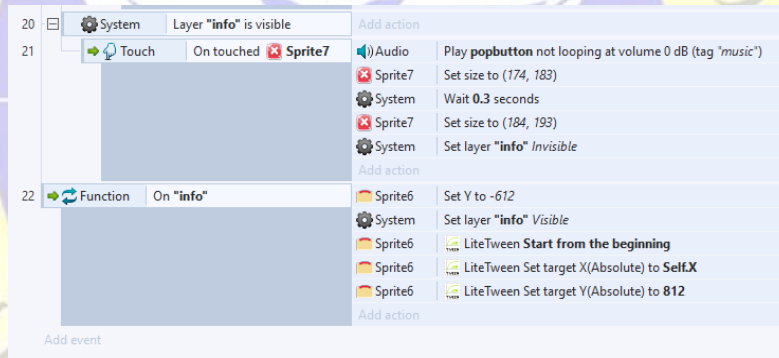 20 System Layer "info" is visible Add action
21 Touch On touched Sprite7 Audio Play popbutton not looping at volume 0 dB (tag "music")
Sprite7 Set size to (174, 183)
System Wait 0.3 seconds
Sprite7 Set size to (184, 193)
System Set layer "info" Invisible
Add action
22 Function On "info" Sprite6 Set Y to -612
System Set layer "info" Visible
Sprite6 LiteTween Start from the beginning
Sprite6 LiteTween Set target X(Absolute) to Self.X
Sprite6 LiteTween Set target Y(Absolute) to 812
Add action
Add event